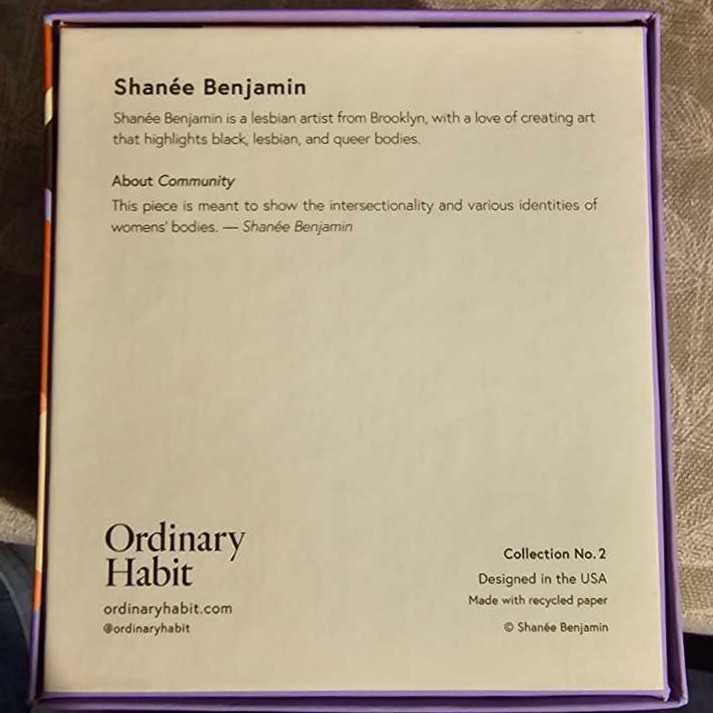 Shanée Benjamin
Shanée Benjamin is a lesbian artist from Brooklyn, with a love of creating art
that highlights black, lesbian, and queer bodies.
About Community
This piece is meant to show the intersectionality and various identities of
womens' bodies. — Shanée Benjamin
Ordinary
Habit
ordinaryhabit.com
@ordinaryhabit
Collection No. 2
Designed in the USA
Made with recycled paper
© Shanée Benjamin